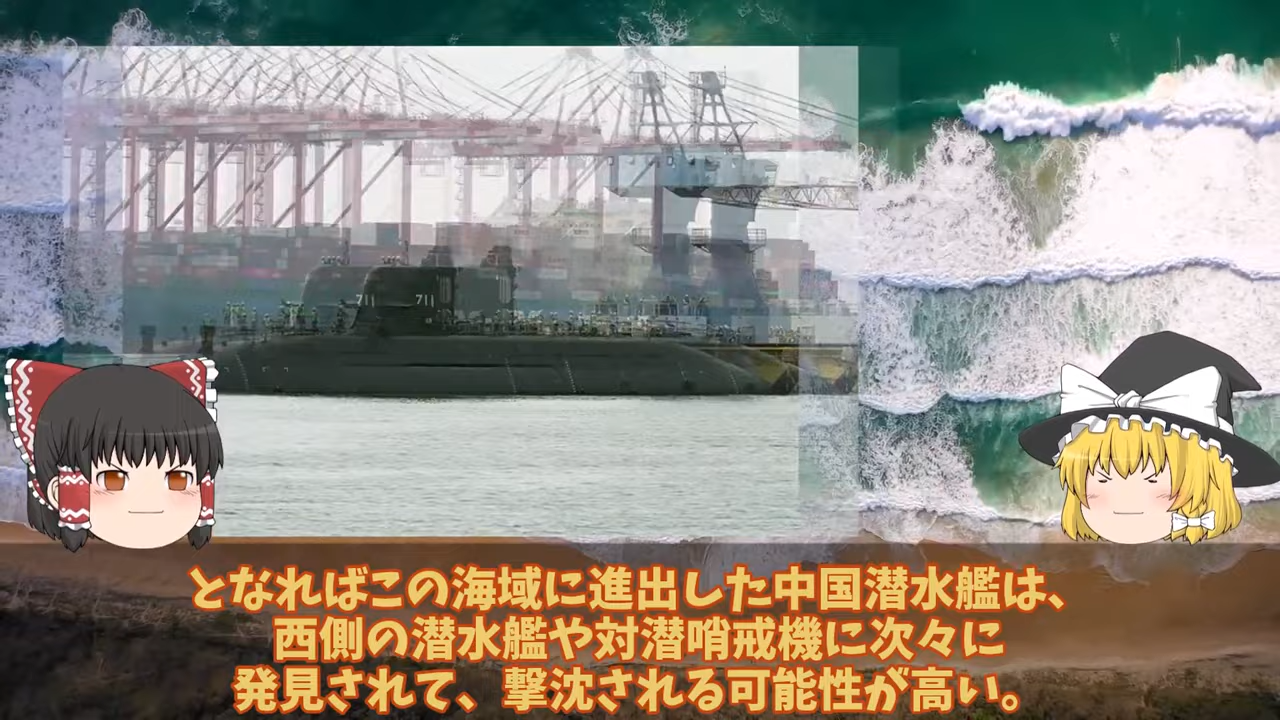 711
711
となればこの海域に進出した中国潜水艦は、
西側の潜水艦や対潜哨戒機に次々に
発見されて、撃沈される可能性が高い。